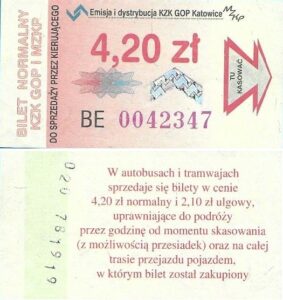 Emisja i dystrybucja KZK GOP Katowice
BILET NORMALNY
KZK GOP i MZKP
DO SPRZEDAŻY PRZEZ KIERUJĄCEGO
4,20 zł
TU
KASOWAĆ
BE 0042347
W autobusach i tramwajach
sprzedaje się bilety w cenie
4,20 zł normalny i 2,10 zł ulgowy,
uprawniające do podróży
przez godzinę od momentu skasowania
(z możliwością przesiadek) oraz na całej
trasie przejazdu pojazdem,
w którym bilet został zakupiony